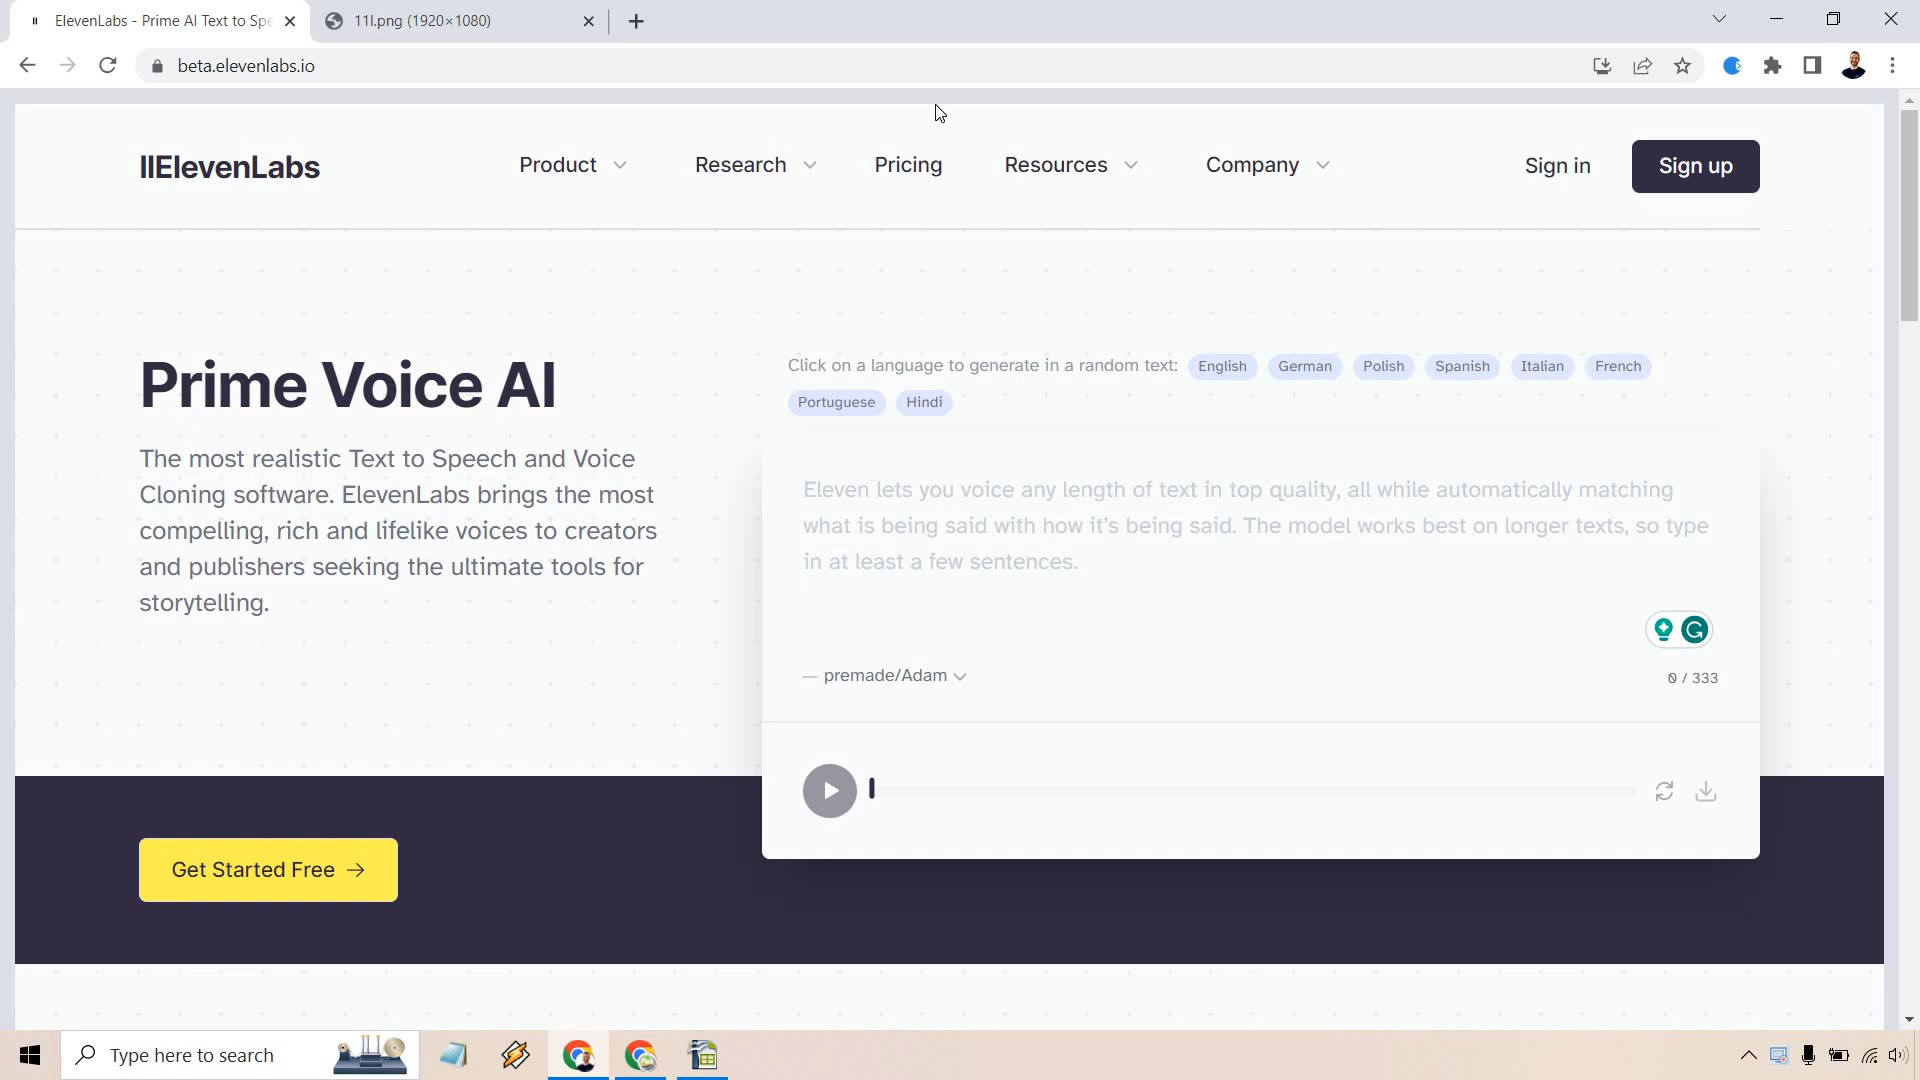 ElevenLabs - Prime AI Text to Spe
11l.png (1920×1080)
beta.elevenlabs.io
IIElevenLabs
Product
Research
Pricing
Resources
Company
Sign in
Sign up
Prime Voice AI
The most realistic Text to Speech and Voice
Cloning software. ElevenLabs brings the most
compelling, rich and lifelike voices to creators
and publishers seeking the ultimate tools for
storytelling.
Click on a language to generate in a random text: English German Polish Spanish Italian French
Portuguese Hindi
Eleven lets you voice any length of text in top quality, all while automatically matching
what is being said with how it's being said. The model works best on longer texts, so type
in at least a few sentences.
— premade/Adam
0 / 333
Get Started Free →
Type here to search